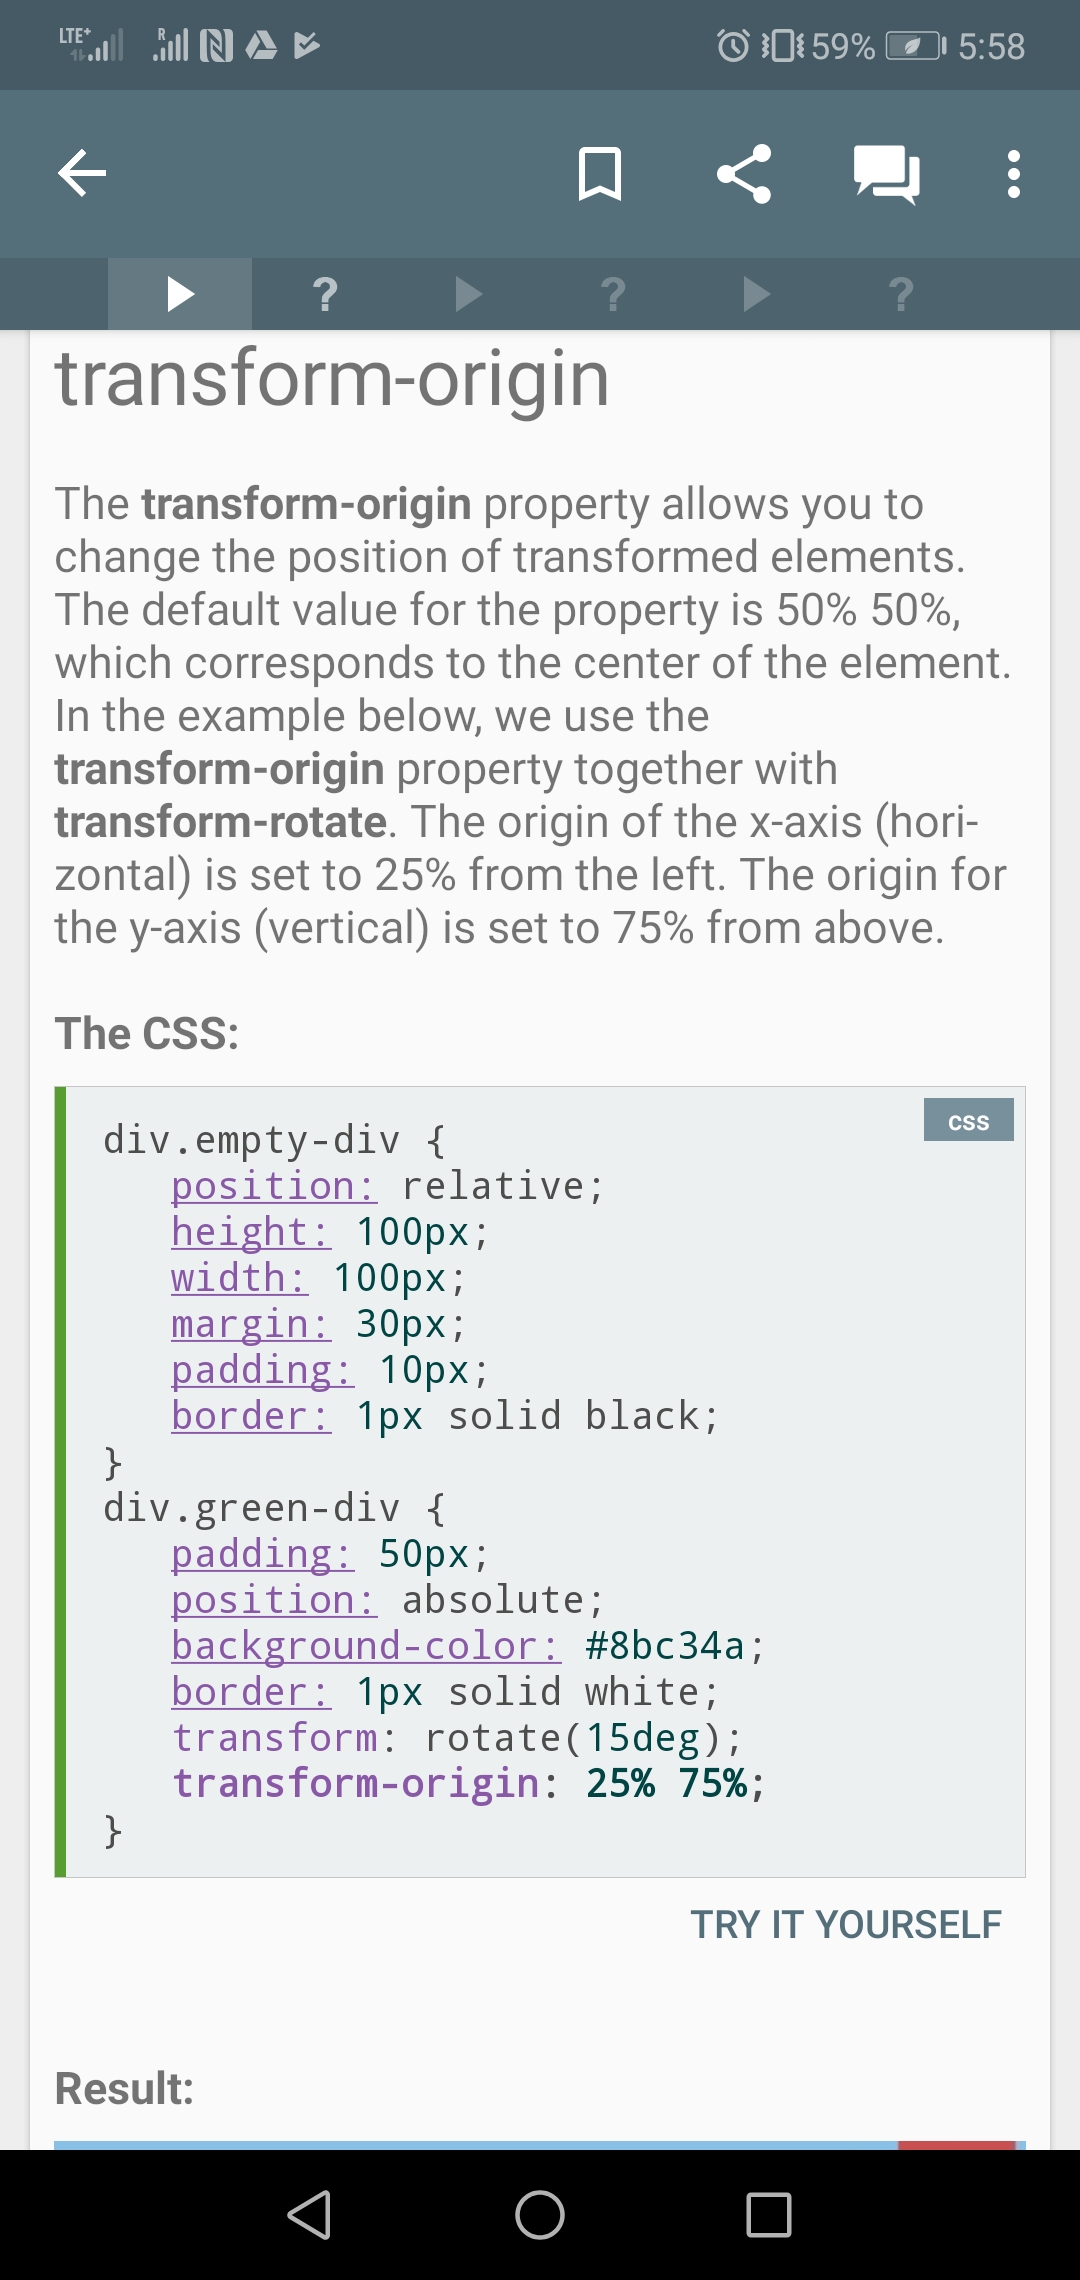 LTE+ R 59% 5:58
? ? ?
transform-origin
The transform-origin property allows you to
change the position of transformed elements.
The default value for the property is 50% 50%,
which corresponds to the center of the element.
In the example below, we use the
transform-origin property together with
transform-rotate. The origin of the x-axis (hori-
zontal) is set to 25% from the left. The origin for
the y-axis (vertical) is set to 75% from above.
The CSS:
CSS
div.empty-div {
position: relative;
height: 100px;
width: 100px;
margin: 30px;
padding: 10px;
border: 1px solid black;
}
div.green-div {
padding: 50px;
position: absolute;
background-color: #8bc34a;
border: 1px solid white;
transform: rotate(15deg);
transform-origin: 25% 75%;
}
TRY IT YOURSELF
Result: